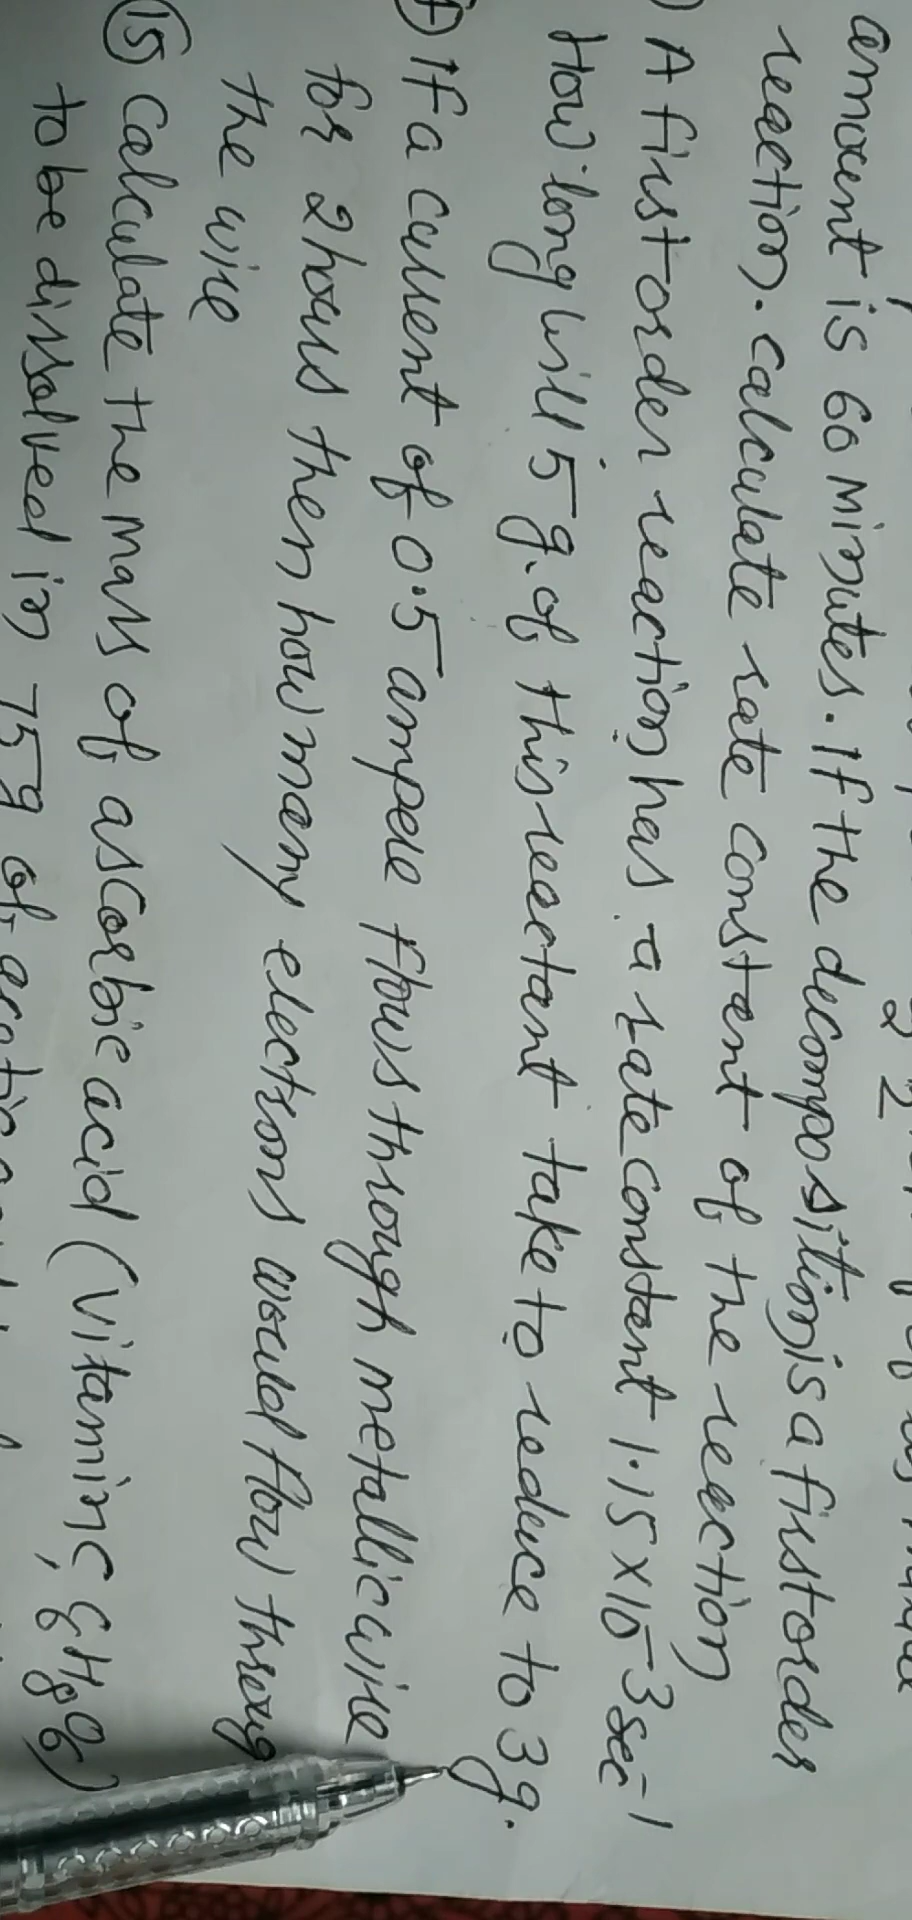 amount is 60 minutes. If the decomposition is a first order
reaction. calculate rate constant of the reaction
) A first order reaction has a rate constant 1.15 x 10⁻³ sec⁻¹
How long will 5 g. of this reactant take to reduce to 3 g.
If a current of 0.5 ampere flows through metallic wire
for 2 hours then how many electrons would flow throug
the wire
⑮ Calculate the mass of ascorbic acid (Vitamin C, C₆H₈O₆)
to be dissolved in 75 g of